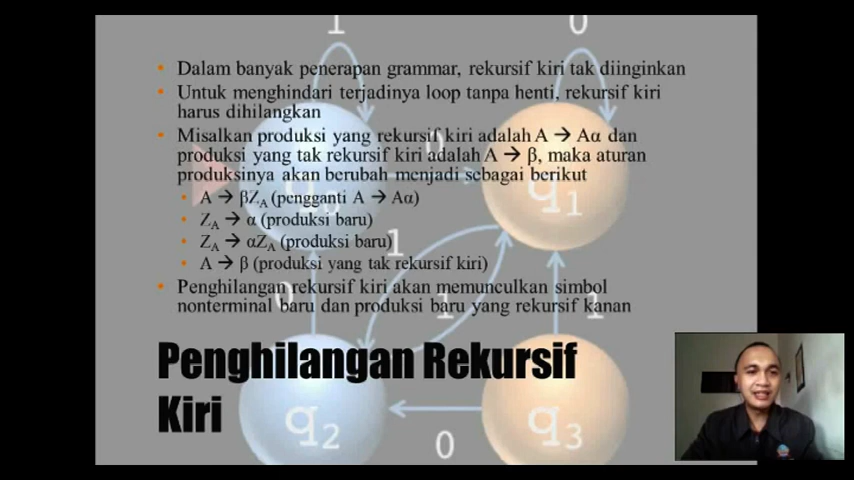 1
0
• Dalam banyak penerapan grammar, rekursif kiri tak diinginkan
• Untuk menghindari terjadinya loop tanpa henti, rekursif kiri
harus dihilangkan
• Misalkan produksi yang rekursif kiri adalah A → Aα dan
produksi yang tak rekursif kiri adalah A → β, maka aturan
produksinya akan berubah menjadi sebagai berikut
• A → βZA (pengganti A → Aα)
• ZA → α (produksi baru)
• ZA → αZA (produksi baru)
• A → β (produksi yang tak rekursif kiri)
• Penghilangan rekursif kiri akan memunculkan simbol
nonterminal baru dan produksi baru yang rekursif kanan
Penghilangan Rekursif
Kiri
0
q0
q1
1
0
1
1
q2
q3
0